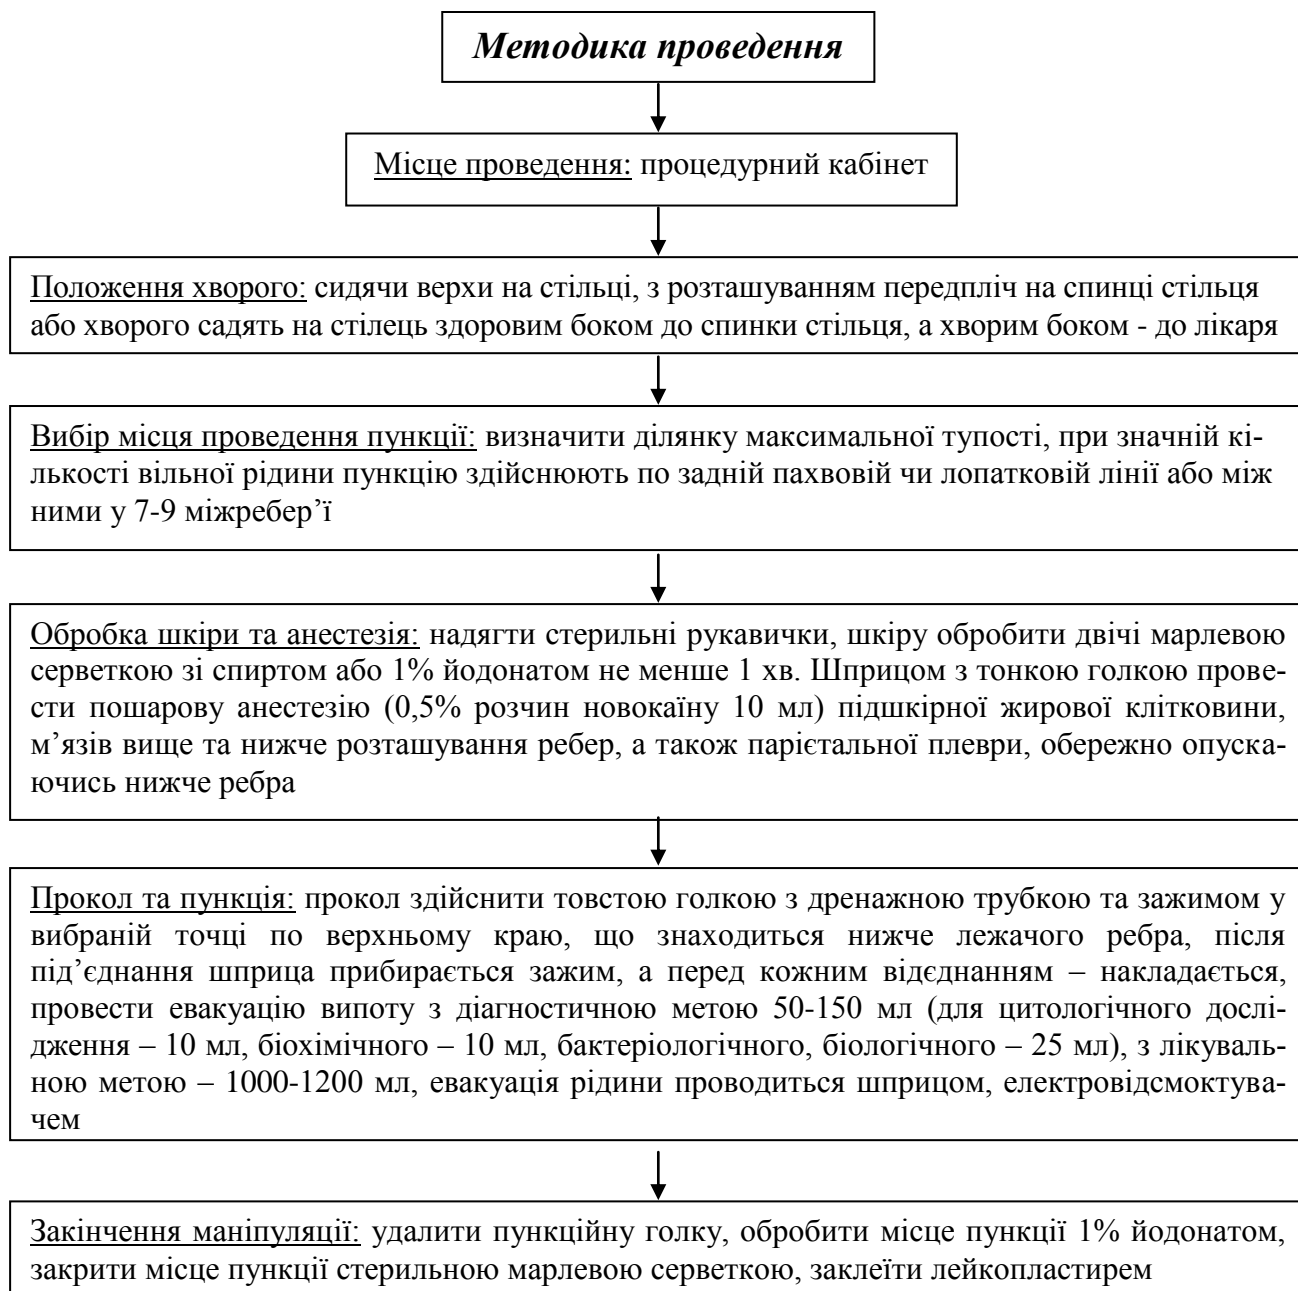 Методика проведення
Місце проведення: процедурний кабінет
Положення хворого: сидячи верхи на стільці, з розташуванням передпліч на спинці стільця
або хворого садять на стілець здоровим боком до спинки стільця, а хворим боком - до лікаря
Вибір місця проведення пункції: визначити ділянку максимальної тупості, при значній кі-
лькості вільної рідини пункцію здійснюють по задній пахвовій чи лопатковій лінії або між
ними у 7-9 міжребер’ї
Обробка шкіри та анестезія: надягти стерильні рукавички, шкіру обробити двічі марлевою
серветкою зі спиртом або 1% йодонатом не менше 1 хв. Шприцом з тонкою голкою прове-
сти пошарову анестезію (0,5% розчин новокаїну 10 мл) підшкірної жирової клітковини,
м’язів вище та нижче розташування ребер, а також парієтальної плеври, обережно опуска-
ючись нижче ребра
Прокол та пункція: прокол здійснити товстою голкою з дренажною трубкою та зажимом у
вибраній точці по верхньому краю, що знаходиться нижче лежачого ребра, після
під’єднання шприца прибирається зажим, а перед кожним відєднанням – накладається,
провести евакуацію випоту з діагностичною метою 50-150 мл (для цитологічного дослі-
дження – 10 мл, біохімічного – 10 мл, бактеріологічного, біологічного – 25 мл), з лікуваль-
ною метою – 1000-1200 мл, евакуація рідини проводиться шприцом, електровідсмоктува-
чем
Закінчення маніпуляції: удалити пункційну голку, обробити місце пункції 1% йодонатом,
закрити місце пункції стерильною марлевою серветкою, заклеїти лейкопластирем